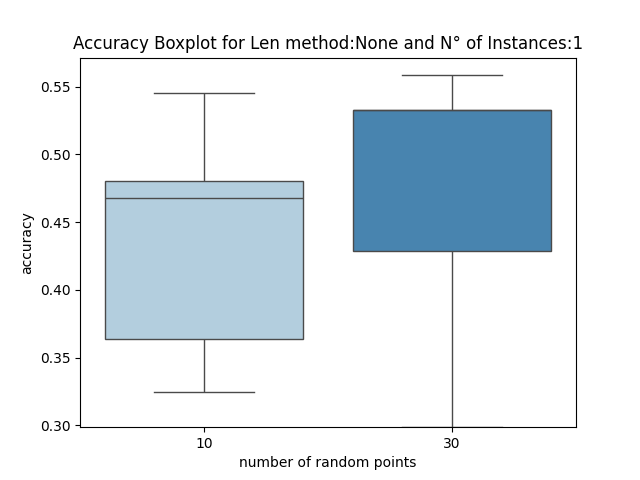 Accuracy Boxplot for Len method:None and N° of Instances:1
0.55
0.50
0.45
0.40
0.35
0.30
accuracy
10 30
number of random points